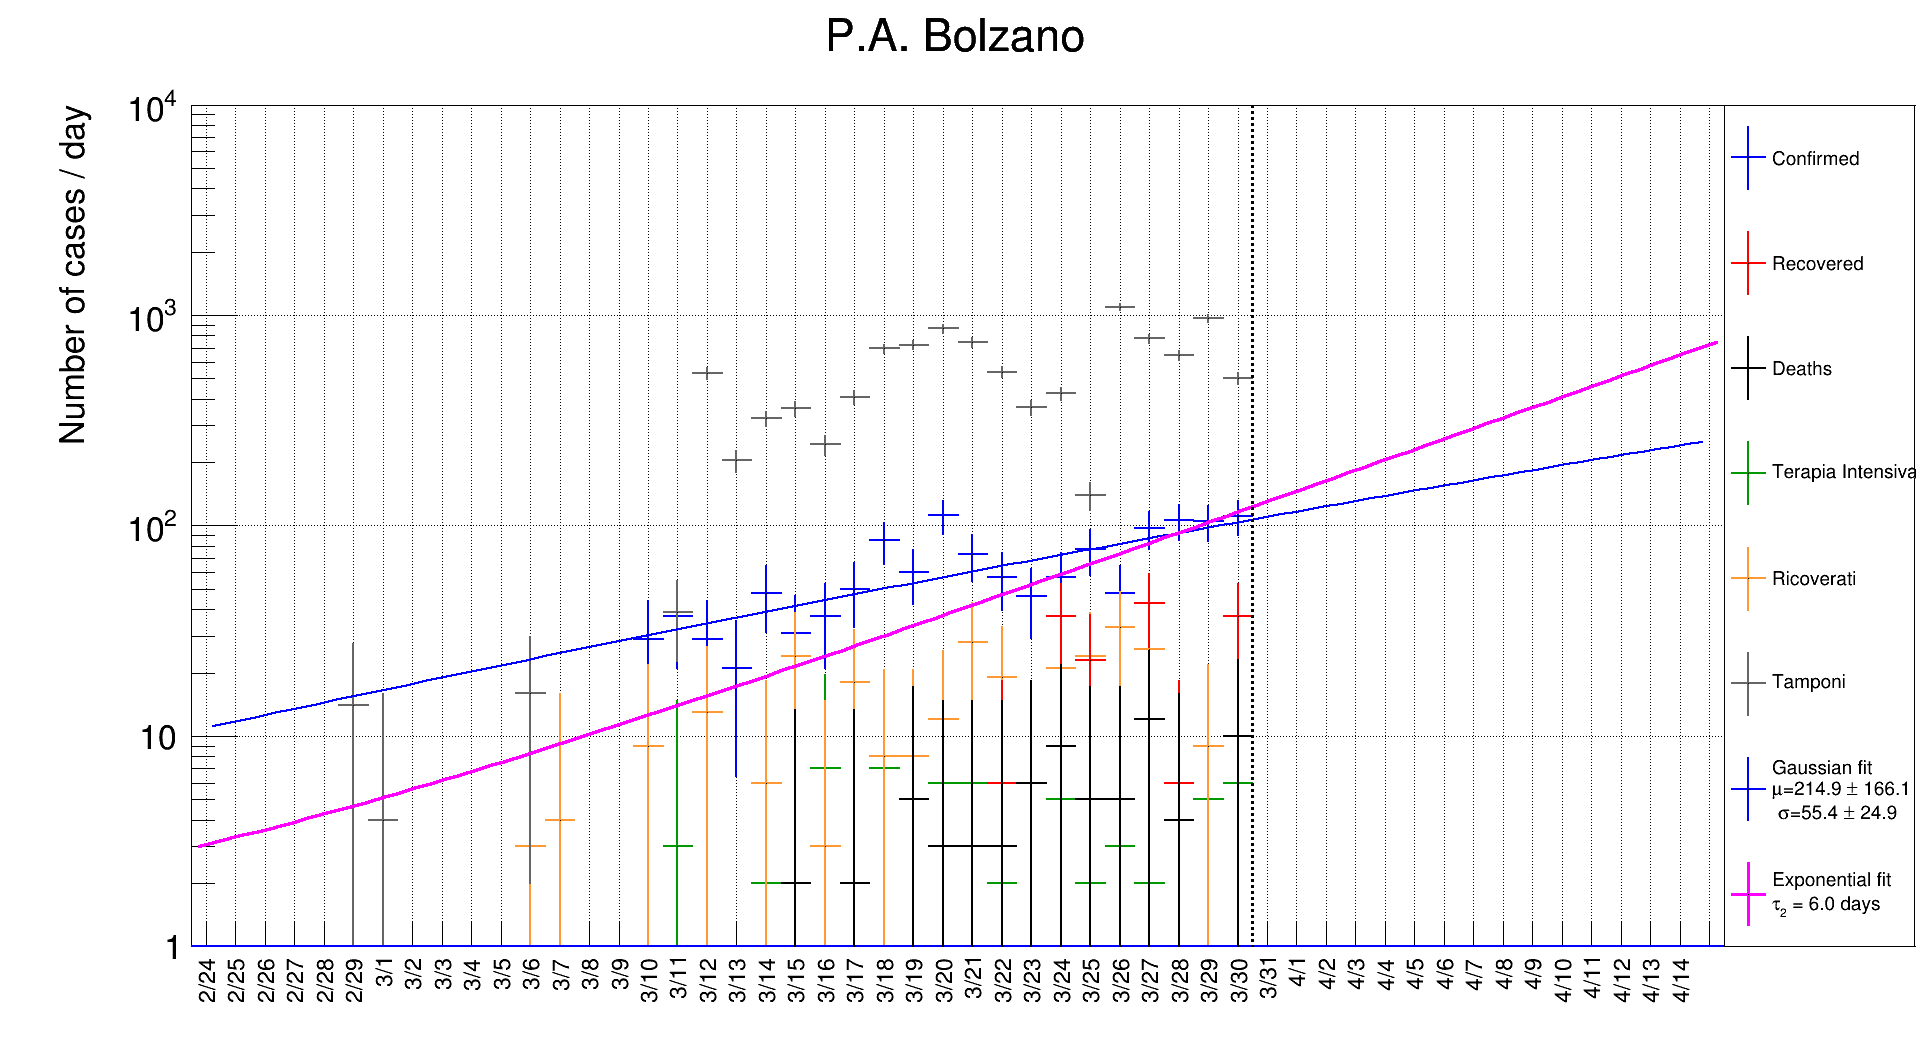 P.A. Bolzano
Number of cases / day
10⁴
10³
10²
10
1
2/24 2/25 2/26 2/27 2/28 2/29 3/1 3/2 3/3 3/4 3/5 3/6 3/7 3/8 3/9 3/10 3/11 3/12 3/13 3/14 3/15 3/16 3/17 3/18 3/19 3/20 3/21 3/22 3/23 3/24 3/25 3/26 3/27 3/28 3/29 3/30 3/31 4/1 4/2 4/3 4/4 4/5 4/6 4/7 4/8 4/9 4/10 4/11 4/12 4/13 4/14
Confirmed
Recovered
Deaths
Terapia Intensiva
Ricoverati
Tamponi
Gaussian fit
μ=214.9 ± 166.1
σ=55.4 ± 24.9
Exponential fit
τ₂ = 6.0 days